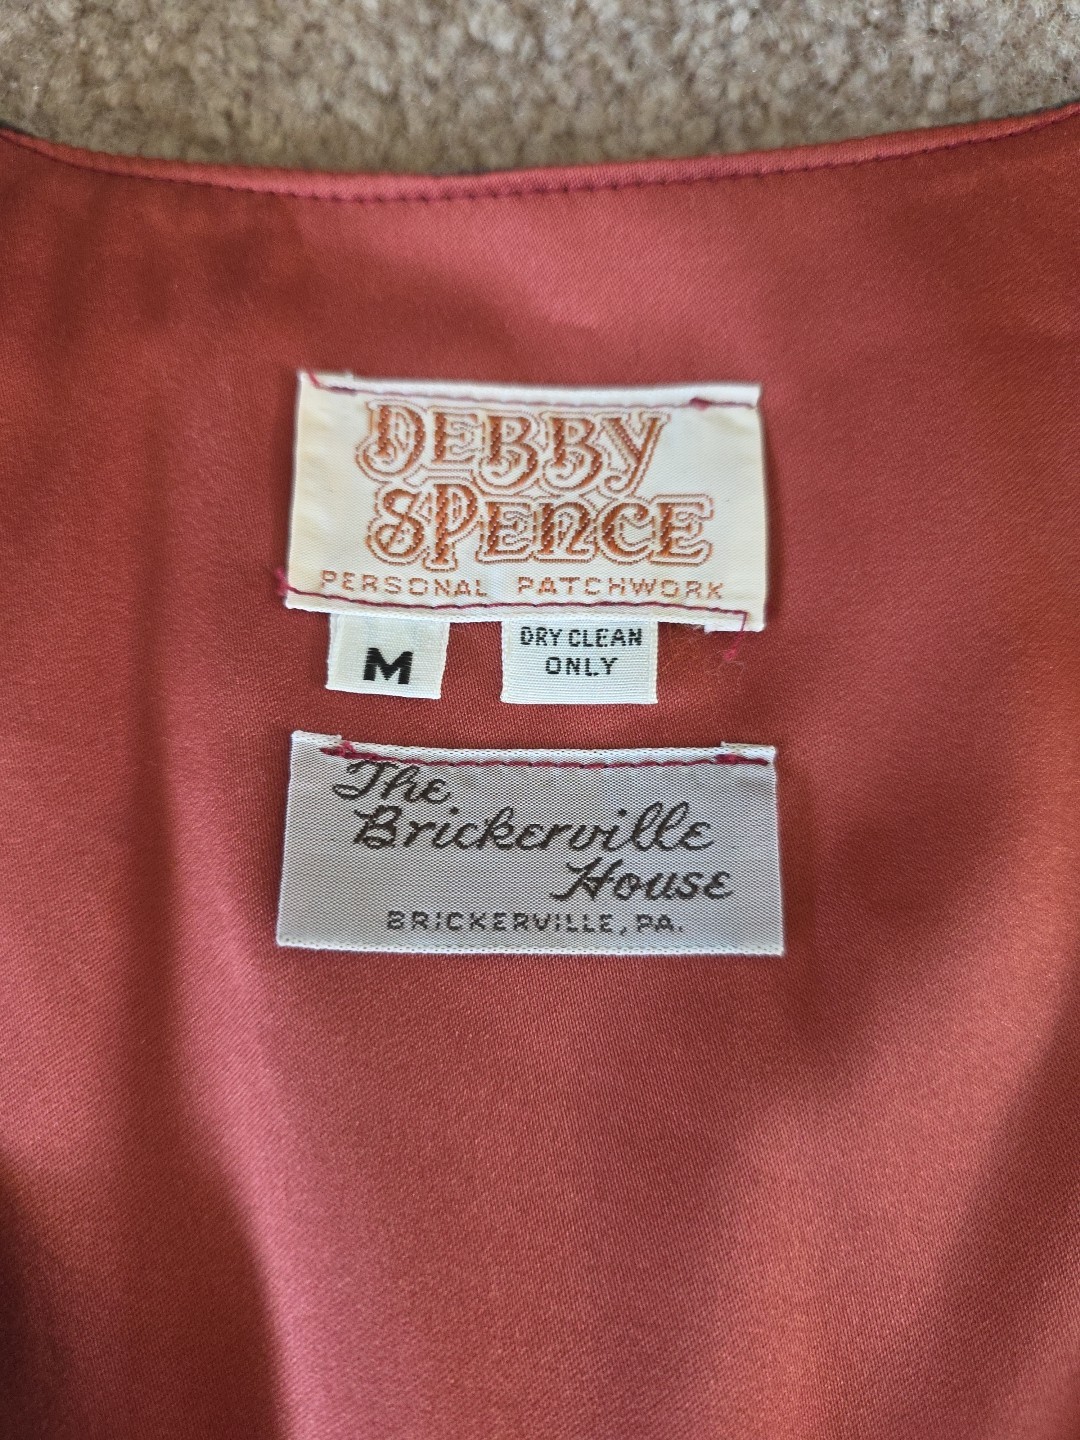 DEBBY
SPENCE
PERSONAL PATCHWORK
M
DRY CLEAN
ONLY
The
Brickerville
House
BRICKERVILLE, PA.